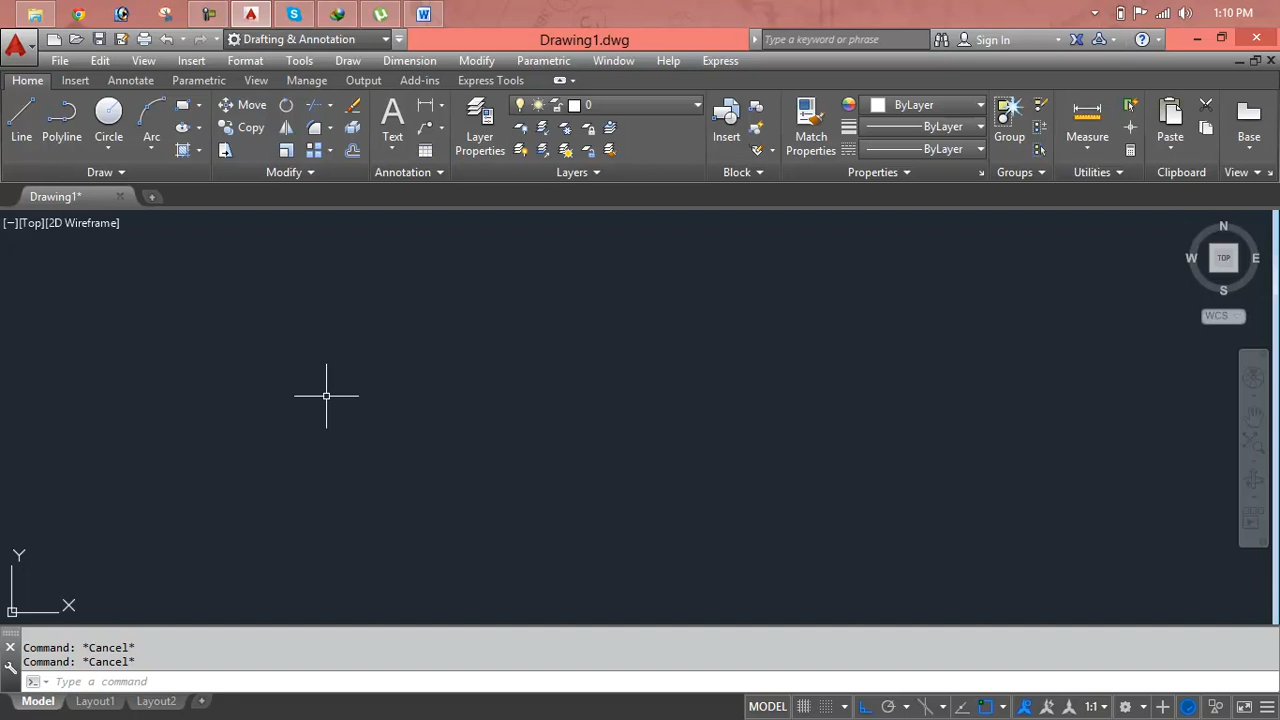 1:10 PM
Drafting & Annotation
Drawing1.dwg
Type a keyword or phrase
Sign In
File Edit View Insert Format Tools Draw Dimension Modify Parametric Window Help Express
Home Insert Annotation Parametric View Manage Output Add-ins Express Tools
Line Polyline Circle Arc
Move
Copy
Text
Layer Properties
0
Insert
Match Properties
ByLayer
ByLayer
ByLayer
Group
Measure
Paste
Base
Draw Modify Annotation Layers Block Properties Groups Utilities Clipboard View
Drawing1*
[−][Top][2D Wireframe]
N
W TOP E
S
WCS
Y
X
Command: *Cancel*
Command: *Cancel*
Type a command
Model Layout1 Layout2
MODEL 1:1